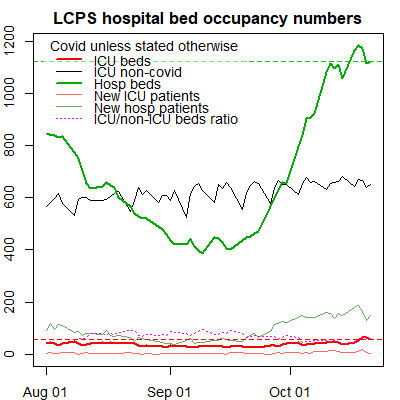 LCPS hospital bed occupancy numbers
Covid unless stated otherwise
ICU beds
ICU non-covid
Hosp beds
New ICU patients
New hosp patients
ICU/non-ICU beds ratio
1200
1000
800
600
400
200
0
Aug 01 Sep 01 Oct 01